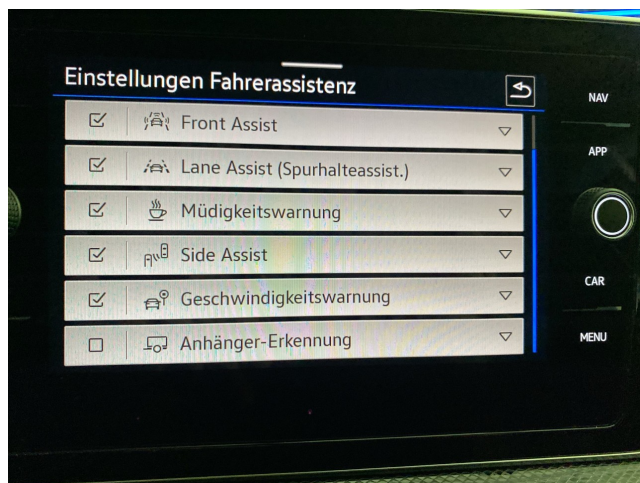 Einstellungen Fahrerassistenz
Front Assist
Lane Assist (Spurhalteassist.)
Müdigkeitswarnung
Side Assist
Geschwindigkeitswarnung
Anhänger-Erkennung
NAV
APP
CAR
MENU